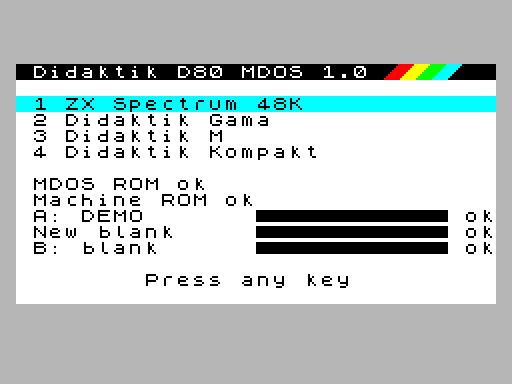 Didaktik D80 MDOS 1.0
1 ZX Spectrum 48K
2 Didaktik Gama
3 Didaktik M
4 Didaktik Kompakt
MDOS ROM ok
Machine ROM ok
A: DEMO ok
New blank ok
B: blank ok
Press any key